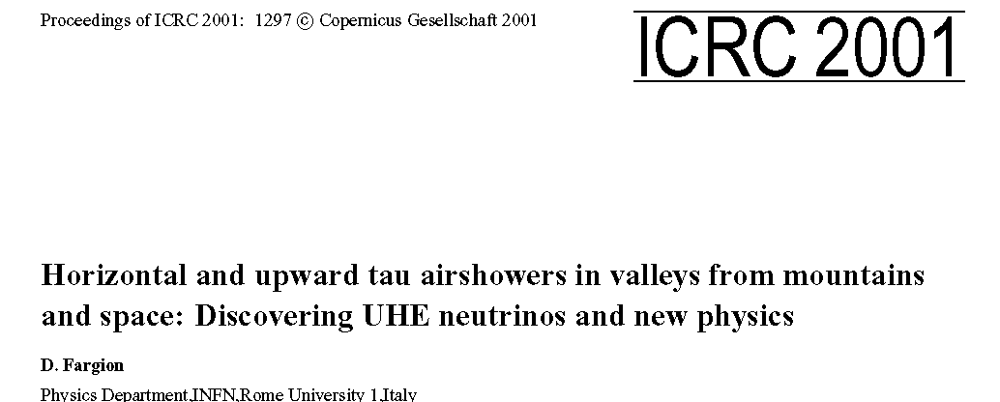 Proceedings of ICRC 2001: 1297 © Copernicus Gesellschaft 2001
ICRC 2001
Horizontal and upward tau airshowers in valleys from mountains
and space: Discovering UHE neutrinos and new physics
D. Fargion
Physics Department,INFN,Rome University 1,Italy